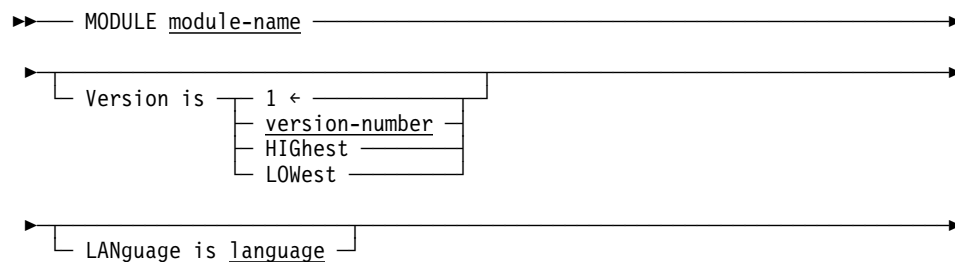 MODULE module-name
Version is 1 ←
version-number
HIGhest
LOWest
LANguage is language